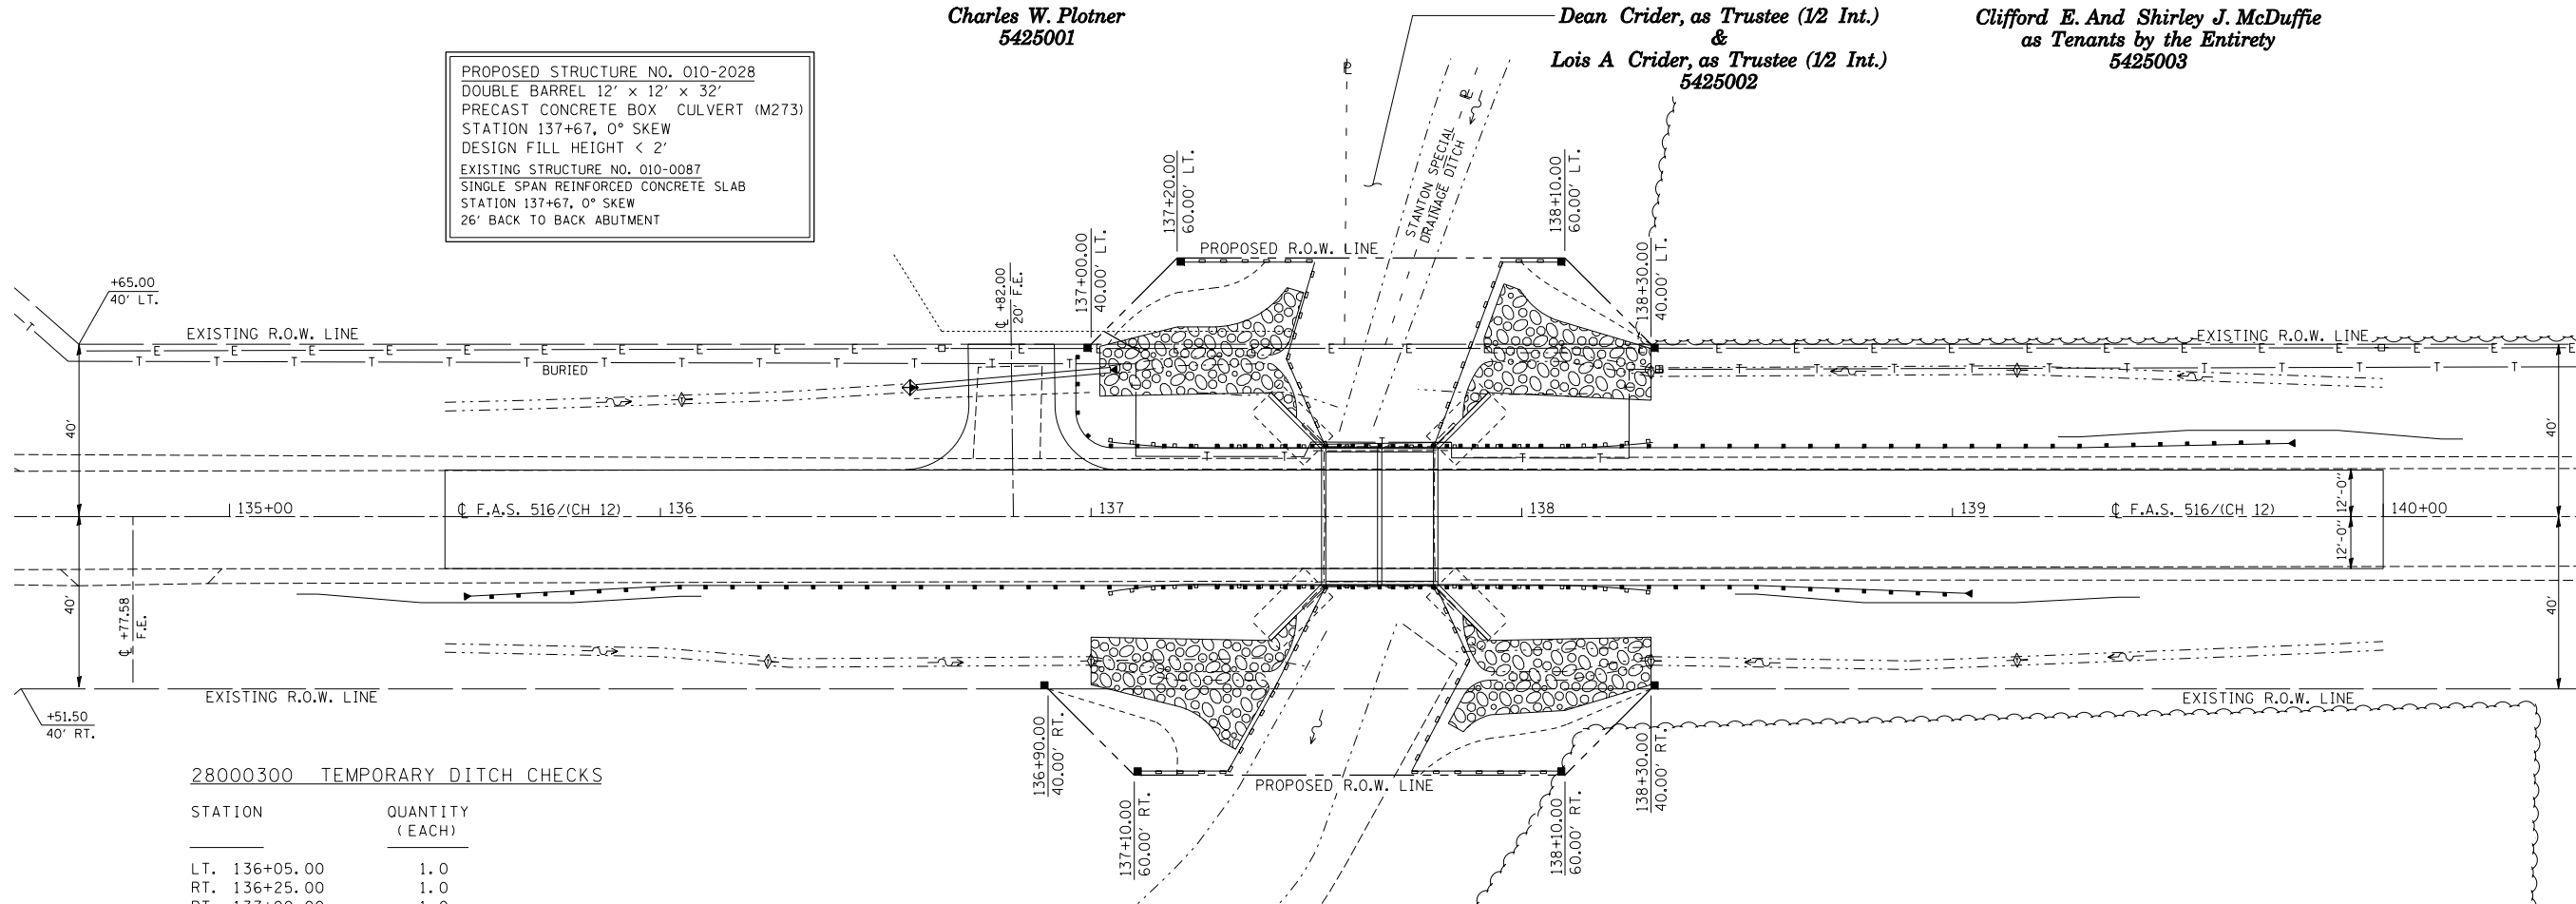 Charles W. Plotner
5425001
Dean Crider, as Trustee (1/2 Int.)
&
Lois A Crider, as Trustee (1/2 Int.)
5425002
Clifford E. And Shirley J. McDuffie
as Tenants by the Entirety
5425003
PROPOSED STRUCTURE NO. 010-2028
DOUBLE BARREL 12' x 12' x 32'
PRECAST CONCRETE BOX CULVERT (M273)
STATION 137+67, 0° SKEW
DESIGN FILL HEIGHT < 2'
EXISTING STRUCTURE NO. 010-0087
SINGLE SPAN REINFORCED CONCRETE SLAB
STATION 137+67, 0° SKEW
26' BACK TO BACK ABUTMENT
STANTON SPECIAL
DRAINAGE DITCH
137+20.00
60.00' LT.
138+10.00
60.00' LT.
PROPOSED R.O.W. LINE
137+00.00
40.00' LT.
138+30.00
40.00' LT.
℄ +82.00
20' F.E.
+65.00
40' LT.
EXISTING R.O.W. LINE
EXISTING R.O.W. LINE
BURIED
40'
40'
135+00
℄ F.A.S. 516/(CH 12)
136
137
138
139
℄ F.A.S. 516/(CH 12)
140+00
12'-0"
12'-0"
40'
40'
℄ +77.58
F.E.
+51.50
40' RT.
EXISTING R.O.W. LINE
EXISTING R.O.W. LINE
136+90.00
40.00' RT.
138+30.00
40.00' RT.
PROPOSED R.O.W. LINE
137+10.00
60.00' RT.
138+10.00
60.00' RT.
28000300 TEMPORARY DITCH CHECKS
STATION QUANTITY
(EACH)
LT. 136+05.00 1.0
RT. 136+25.00 1.0